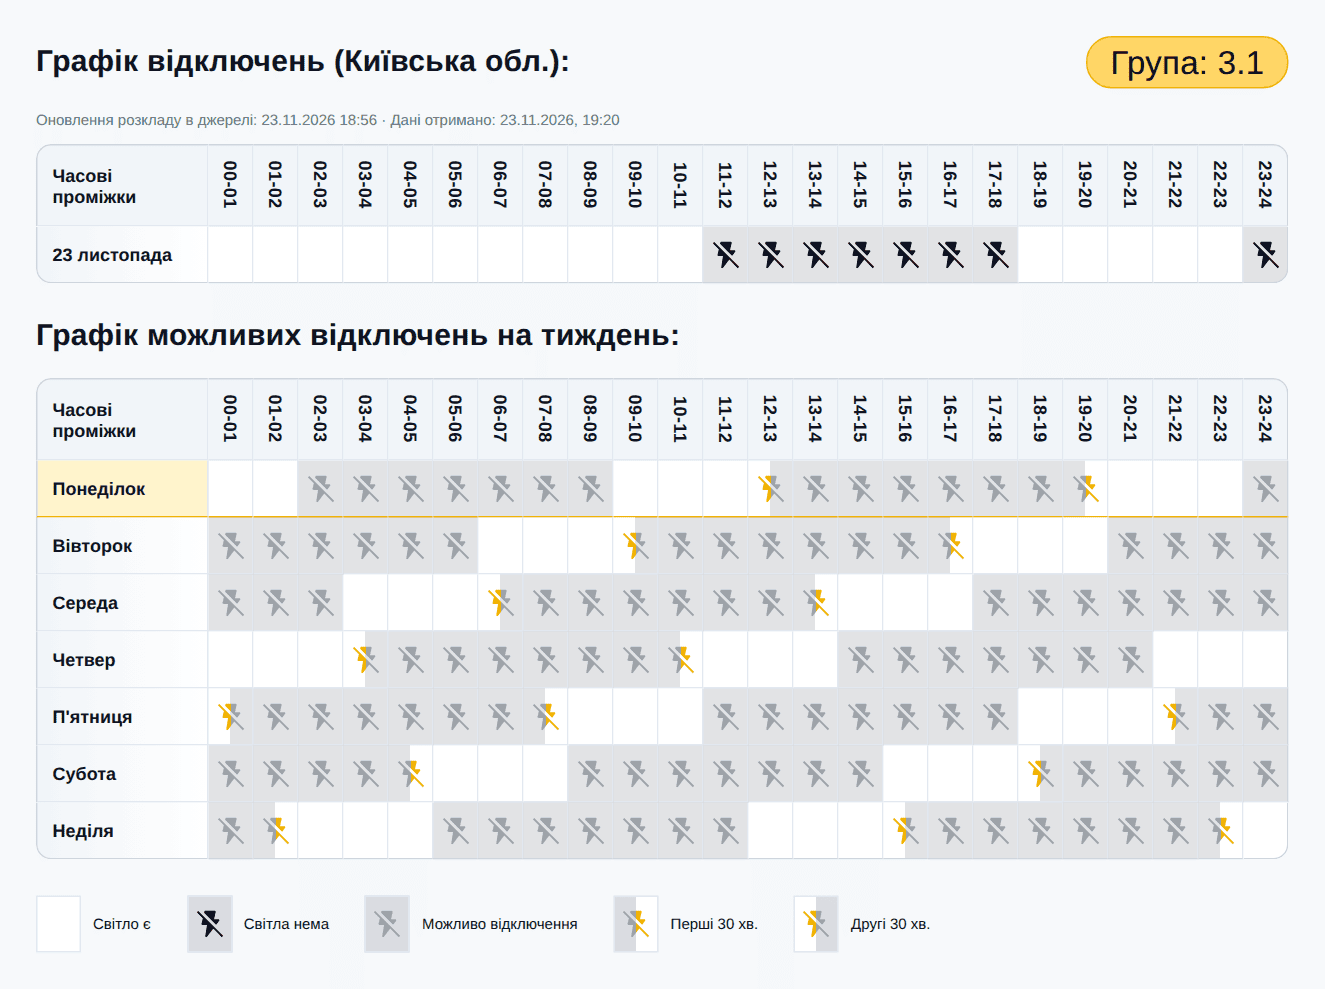 Графік відключень (Київська обл.):
Група: 3.1
Оновлення розкладу в джерелі: 23.11.2026 18:56 · Дані отримано: 23.11.2026, 19:20
Часові
проміжки
00-01 01-02 02-03 03-04 04-05 05-06 06-07 07-08 08-09 09-10 10-11 11-12 12-13 13-14 14-15 15-16 16-17 17-18 18-19 19-20 20-21 21-22 22-23 23-24
23 листопада
Графік можливих відключень на тиждень:
Часові
проміжки
00-01 01-02 02-03 03-04 04-05 05-06 06-07 07-08 08-09 09-10 10-11 11-12 12-13 13-14 14-15 15-16 16-17 17-18 18-19 19-20 20-21 21-22 22-23 23-24
Понеділок
Вівторок
Середа
Четвер
П'ятниця
Субота
Неділя
Світло є
Світла нема
Можливо відключення
Перші 30 хв.
Другі 30 хв.